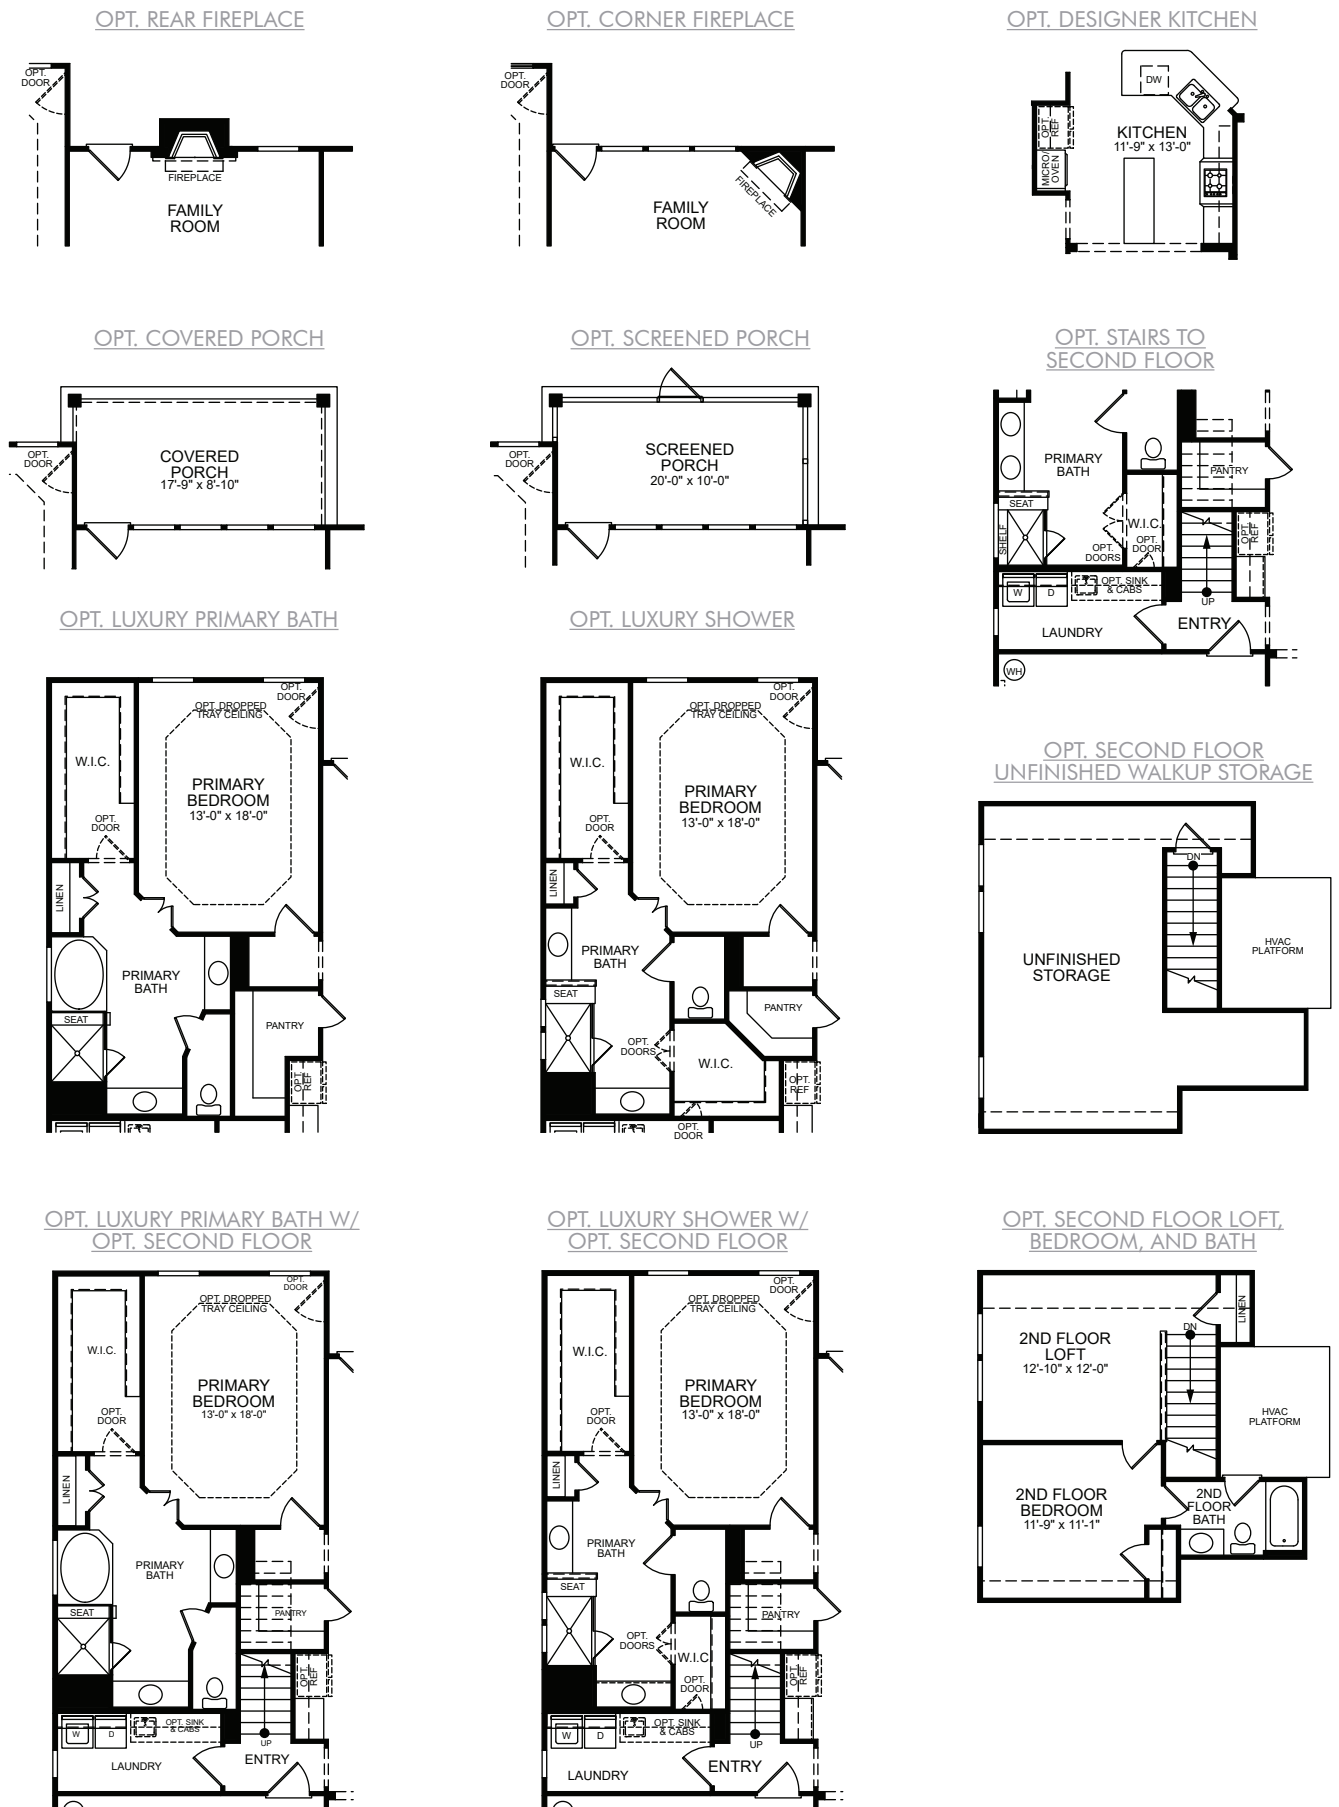 OPT. REAR FIREPLACE
OPT.
DOOR
FIREPLACE
FAMILY
ROOM
OPT. CORNER FIREPLACE
OPT.
DOOR
FIREPLACE
FAMILY
ROOM
OPT. DESIGNER KITCHEN
DW
OPT.
REF
MICRO/
OVEN
KITCHEN
11'-9" x 13'-0"
OPT. COVERED PORCH
OPT.
DOOR
COVERED
PORCH
17'-9" x 8'-10"
OPT. SCREENED PORCH
OPT.
DOOR
SCREENED
PORCH
20'-0" x 10'-0"
OPT. STAIRS TO
SECOND FLOOR
PRIMARY
BATH
PANTRY
SEAT
SHELF
W.I.C.
OPT.
DOORS
OPT.
DOOR
OPT.
REF
W
D
OPT. SINK
& CABS
UP
LAUNDRY
ENTRY
WH
OPT. LUXURY PRIMARY BATH
OPT.
DOOR
OPT. DROPPED
TRAY CEILING
W.I.C.
PRIMARY
BEDROOM
13'-0" x 18'-0"
OPT.
DOOR
LINEN
PRIMARY
BATH
SEAT
PANTRY
OPT.
REF
OPT. LUXURY SHOWER
OPT.
DOOR
OPT. DROPPED
TRAY CEILING
W.I.C.
PRIMARY
BEDROOM
13'-0" x 18'-0"
OPT.
DOOR
LINEN
PRIMARY
BATH
SEAT
PANTRY
OPT.
DOORS
W.I.C.
OPT.
REF
OPT.
DOOR
OPT. SECOND FLOOR
UNFINISHED WALKUP STORAGE
DN
UNFINISHED
STORAGE
HVAC
PLATFORM
OPT. LUXURY PRIMARY BATH W/
OPT. SECOND FLOOR
OPT.
DOOR
OPT. DROPPED
TRAY CEILING
W.I.C.
PRIMARY
BEDROOM
13'-0" x 18'-0"
OPT.
DOOR
LINEN
PRIMARY
BATH
SEAT
PANTRY
OPT.
REF
W
D
OPT. SINK
& CABS
UP
LAUNDRY
ENTRY
OPT. LUXURY SHOWER W/
OPT. SECOND FLOOR
OPT.
DOOR
OPT. DROPPED
TRAY CEILING
W.I.C.
PRIMARY
BEDROOM
13'-0" x 18'-0"
OPT.
DOOR
LINEN
PRIMARY
BATH
SEAT
PANTRY
OPT.
DOORS
W.I.C.
OPT.
DOOR
OPT.
REF
W
D
OPT. SINK
& CABS
UP
LAUNDRY
ENTRY
OPT. SECOND FLOOR LOFT,
BEDROOM, AND BATH
LINEN
DN
2ND FLOOR
LOFT
12'-10" x 12'-0"
HVAC
PLATFORM
2ND FLOOR
BEDROOM
11'-9" x 11'-1"
2ND
FLOOR
BATH